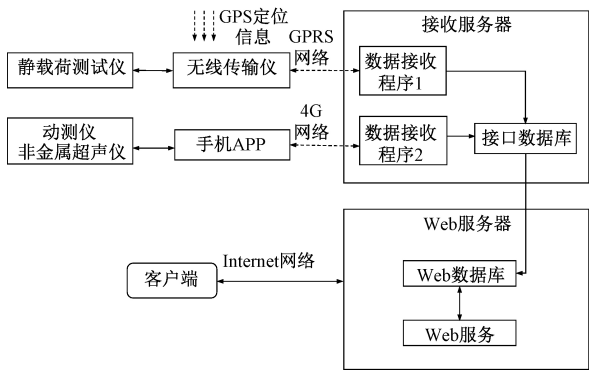 GPS定位
信息
GPRS
网络
接收服务器
静载荷测试仪
无线传输仪
数据接收
程序1
动测仪
非金属超声仪
手机APP
4G
网络
数据接收
程序2
接口数据库
Web服务器
客户端
Internet网络
Web数据库
Web服务